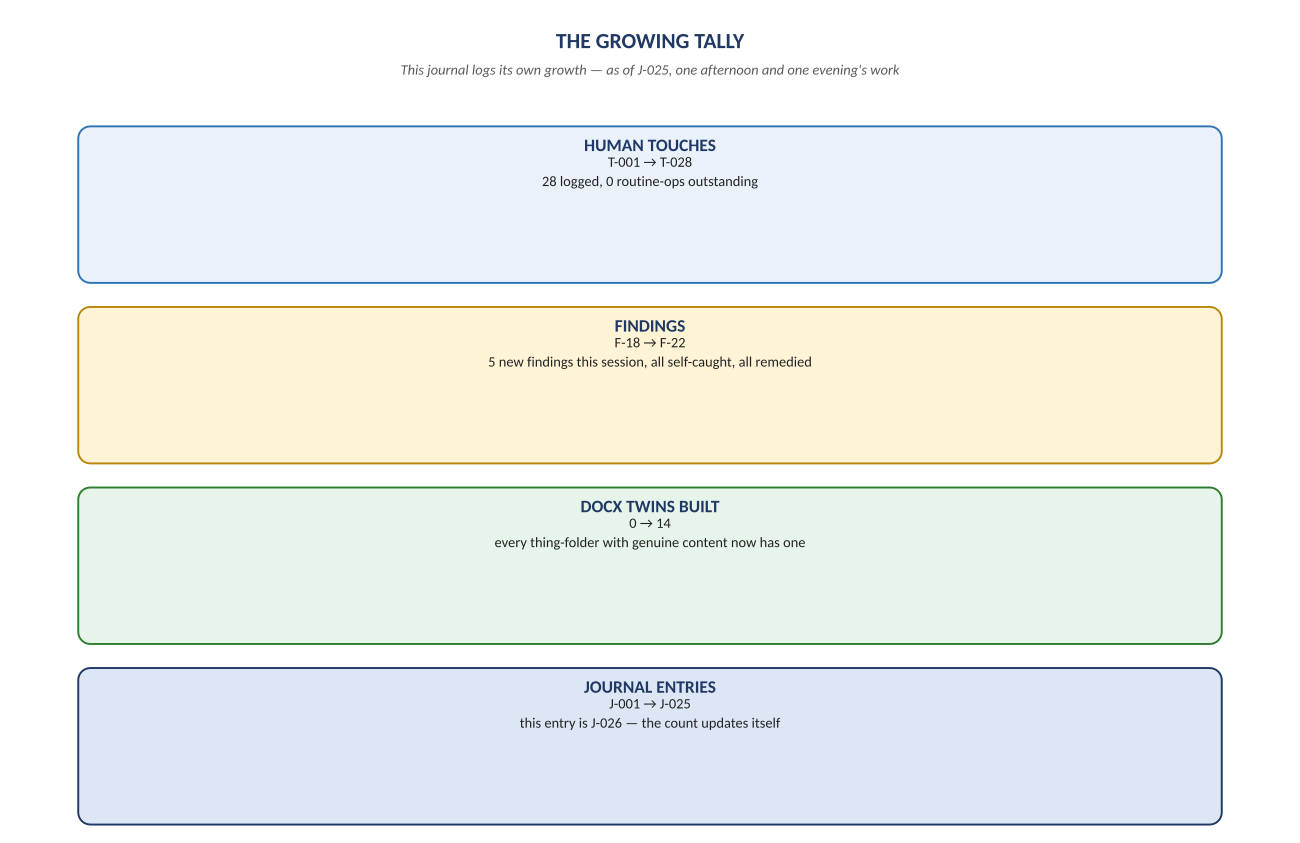 THE GROWING TALLY
This journal logs its own growth — as of J-025, one afternoon and one evening's work
HUMAN TOUCHES
T-001 → T-028
28 logged, 0 routine-ops outstanding
FINDINGS
F-18 → F-22
5 new findings this session, all self-caught, all remedied
DOCX TWINS BUILT
0 → 14
every thing-folder with genuine content now has one
JOURNAL ENTRIES
J-001 → J-025
this entry is J-026 — the count updates itself